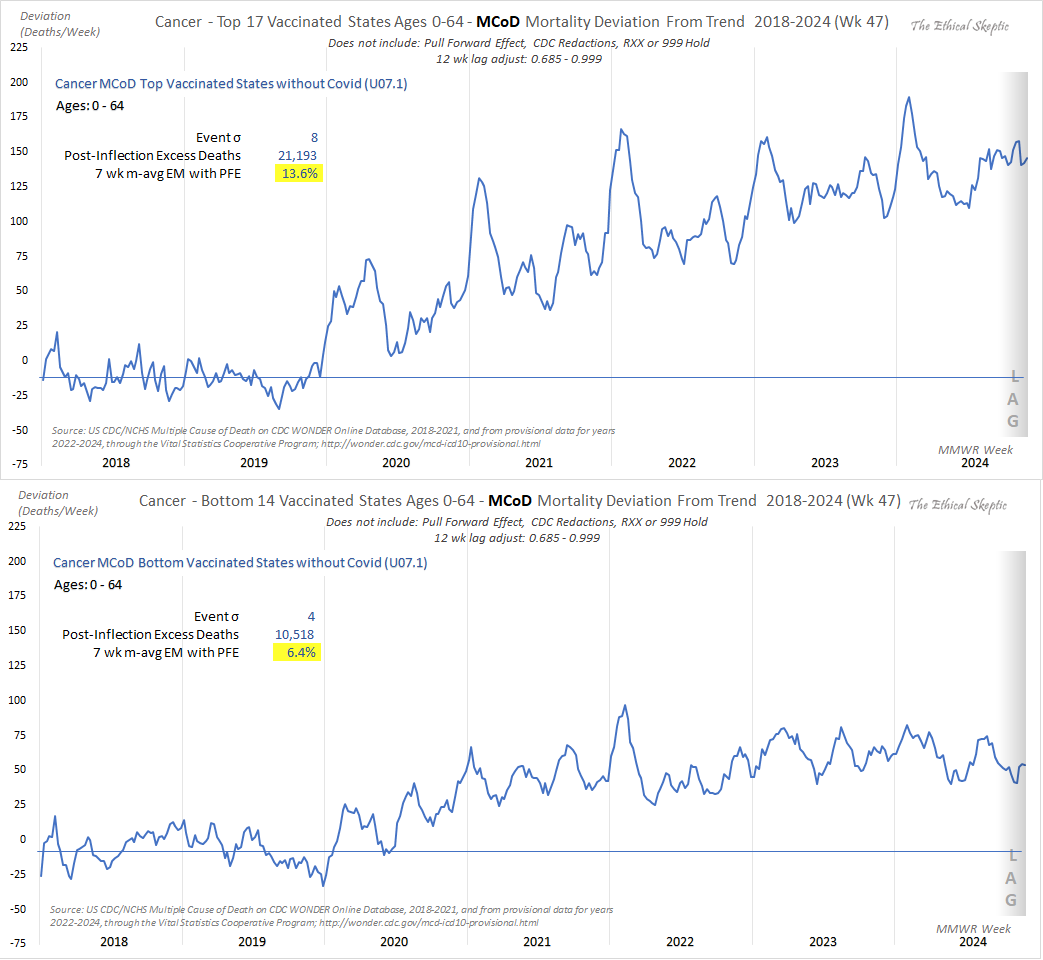 Deviation
(Deaths/Week)
Cancer - Top 17 Vaccinated States Ages 0-64 - MCoD Mortality Deviation From Trend 2018-2024 (Wk 47)
The Ethical Skeptic
Does not include: Pull Forward Effect, CDC Redactions, RXX or 999 Hold
12 wk lag adjust: 0.685 - 0.999
225
200
175
150
125
100
75
50
25
0
-25
-50
-75
Cancer MCoD Top Vaccinated States without Covid (U07.1)
Ages: 0 - 64
Event σ 8
Post-Inflection Excess Deaths 21,193
7 wk m-avg EM with PFE 13.6%
L
A
G
Source: US CDC/NCHS Multiple Cause of Death on CDC WONDER Online Database, 2018-2021, and from provisional data for years
2022-2024, through the Vital Statistics Cooperative Program; http://wonder.cdc.gov/mcd-icd10-provisional.html
MMWR Week
2018 2019 2020 2021 2022 2023 2024
Deviation
(Deaths/Week)
Cancer - Bottom 14 Vaccinated States Ages 0-64 - MCoD Mortality Deviation From Trend 2018-2024 (Wk 47)
The Ethical Skeptic
Does not include: Pull Forward Effect, CDC Redactions, RXX or 999 Hold
12 wk lag adjust: 0.685 - 0.999
225
200
175
150
125
100
75
50
25
0
-25
-50
-75
Cancer MCoD Bottom Vaccinated States without Covid (U07.1)
Ages: 0 - 64
Event σ 4
Post-Inflection Excess Deaths 10,518
7 wk m-avg EM with PFE 6.4%
L
A
G
Source: US CDC/NCHS Multiple Cause of Death on CDC WONDER Online Database, 2018-2021, and from provisional data for years
2022-2024, through the Vital Statistics Cooperative Program; http://wonder.cdc.gov/mcd-icd10-provisional.html
MMWR Week
2018 2019 2020 2021 2022 2023 2024